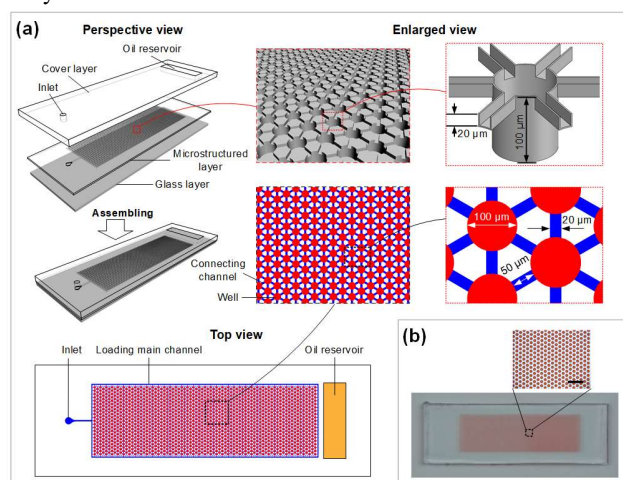 (a)
Perspective view
Enlarged view
Oil reservoir
Cover layer
Inlet
Microstructured
layer
Glass layer
20 µm
100 µm
Assembling
Connecting
channel
Well
100 µm
20 µm
50 µm
Top view
Inlet
Loading main channel
Oil reservoir
(b)